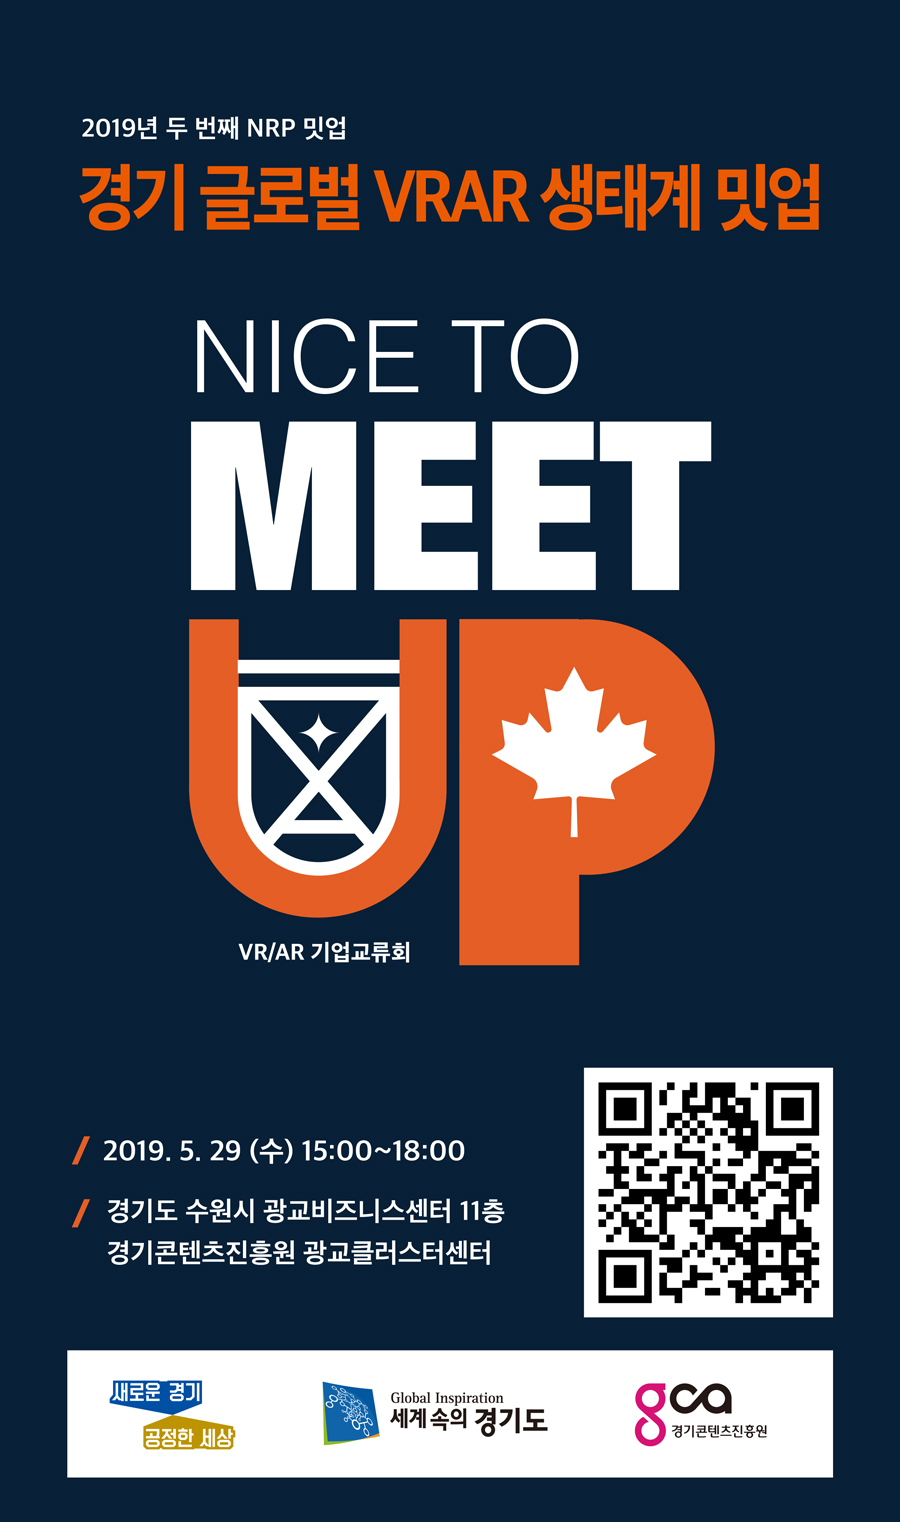 2019년 두 번째 NRP 밋업
경기 글로벌 VRAR 생태계 밋업
NICE TO
MEET
UP
VR/AR 기업교류회
/ 2019. 5. 29 (수) 15:00~18:00
/ 경기도 수원시 광교비즈니스센터 11층
경기콘텐츠진흥원 광교클러스터센터
새로운 경기
공정한 세상
Global Inspiration
세계속의 경기도
gca
경기콘텐츠진흥원